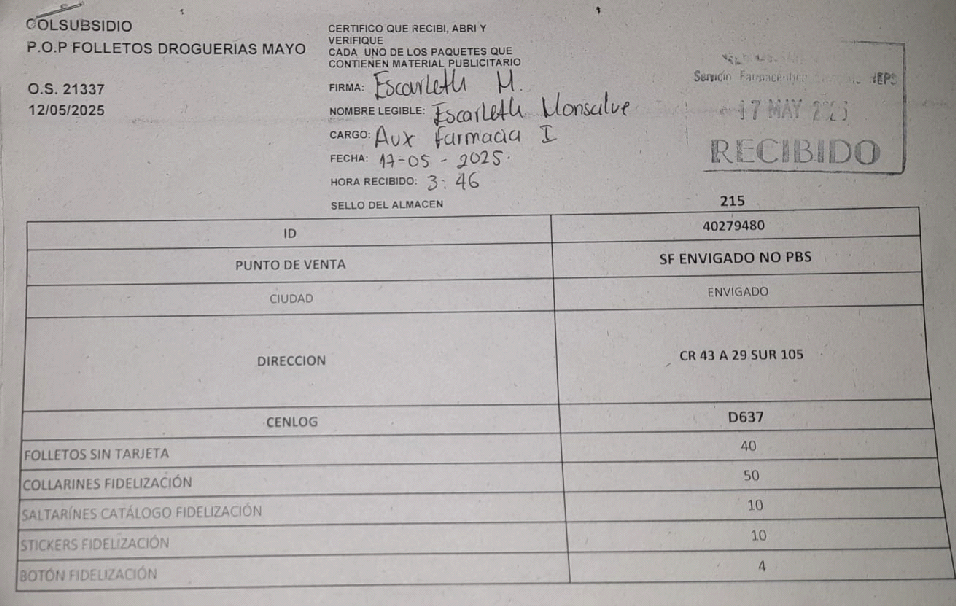 COLSUBSIDIO
P.O.P FOLLETOS DROGUERIAS MAYO
O.S. 21337
12/05/2025
CERTIFICO QUE RECIBI, ABRI Y
VERIFIQUE
CADA UNO DE LOS PAQUETES QUE
CONTIENEN MATERIAL PUBLICITARIO
FIRMA: Escarleth M.
NOMBRE LEGIBLE: Escarleth Monsalve
CARGO: Aux Farmacia I
FECHA: 17-05-2025
HORA RECIBIDO: 3:46
SELLO DEL ALMACEN
Servicio
17 MAY
RECIBIDO
215
ID 40279480
PUNTO DE VENTA SF ENVIGADO NO PBS
CIUDAD ENVIGADO
DIRECCION CR 43 A 29 SUR 105
CENLOG D637
FOLLETOS SIN TARJETA 40
COLLARINES FIDELIZACIÓN 50
SALTARÍNES CATÁLOGO FIDELIZACIÓN 10
STICKERS FIDELIZACIÓN 10
BOTÓN FIDELIZACIÓN 4